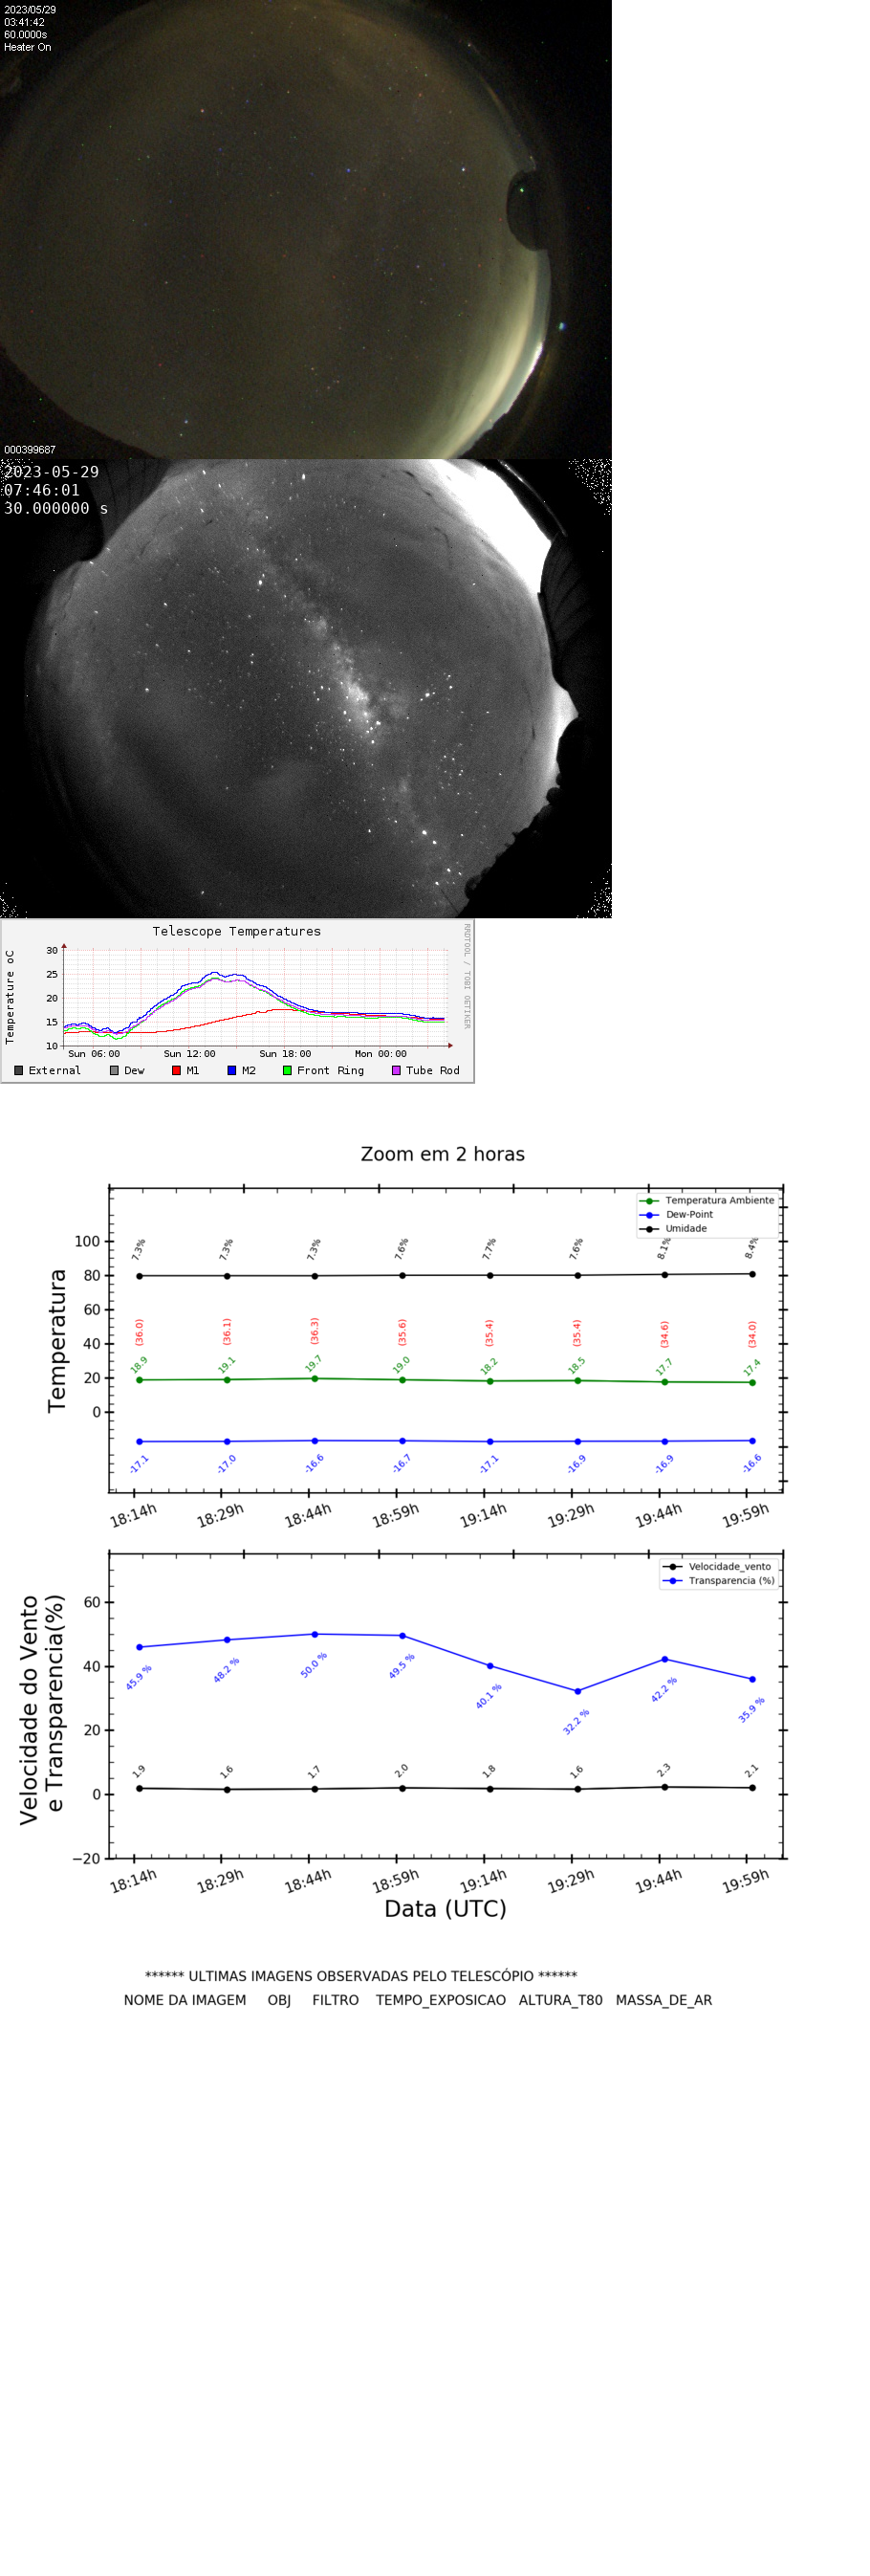 2023/05/29
03:41:42
60.0000s
Heater On
000399687
2023-05-29
07:46:01
30.000000 s
Telescope Temperatures
Temperature oC
RRDTOOL / TOBI OETIKER
30
25
20
15
10
Sun 06:00 Sun 12:00 Sun 18:00 Mon 00:00
External Dew M1 M2 Front Ring Tube Rod
Zoom em 2 horas
Temperatura
Temperatura Ambiente
Dew-Point
Umidade
100
80
60
40
20
0
7.3% 7.3% 7.3% 7.6% 7.7% 7.6% 8.1% 8.4%
(36.0) (36.1) (36.3) (35.6) (35.4) (35.4) (34.6) (34.0)
18.9 19.1 19.7 19.0 18.2 18.5 17.7 17.4
-17.1 -17.0 -16.6 -16.7 -17.1 -16.9 -16.9 -16.6
18:14h 18:29h 18:44h 18:59h 19:14h 19:29h 19:44h 19:59h
Velocidade do Vento
e Transparencia(%)
Velocidade_vento
Transparencia (%)
60
40
20
0
−20
45.9 % 48.2 % 50.0 % 49.5 % 40.1 % 32.2 % 42.2 % 35.9 %
1.9 1.6 1.7 2.0 1.8 1.6 2.3 2.1
18:14h 18:29h 18:44h 18:59h 19:14h 19:29h 19:44h 19:59h
Data (UTC)
****** ULTIMAS IMAGENS OBSERVADAS PELO TELESCÓPIO ******
NOME DA IMAGEM OBJ FILTRO TEMPO_EXPOSICAO ALTURA_T80 MASSA_DE_AR